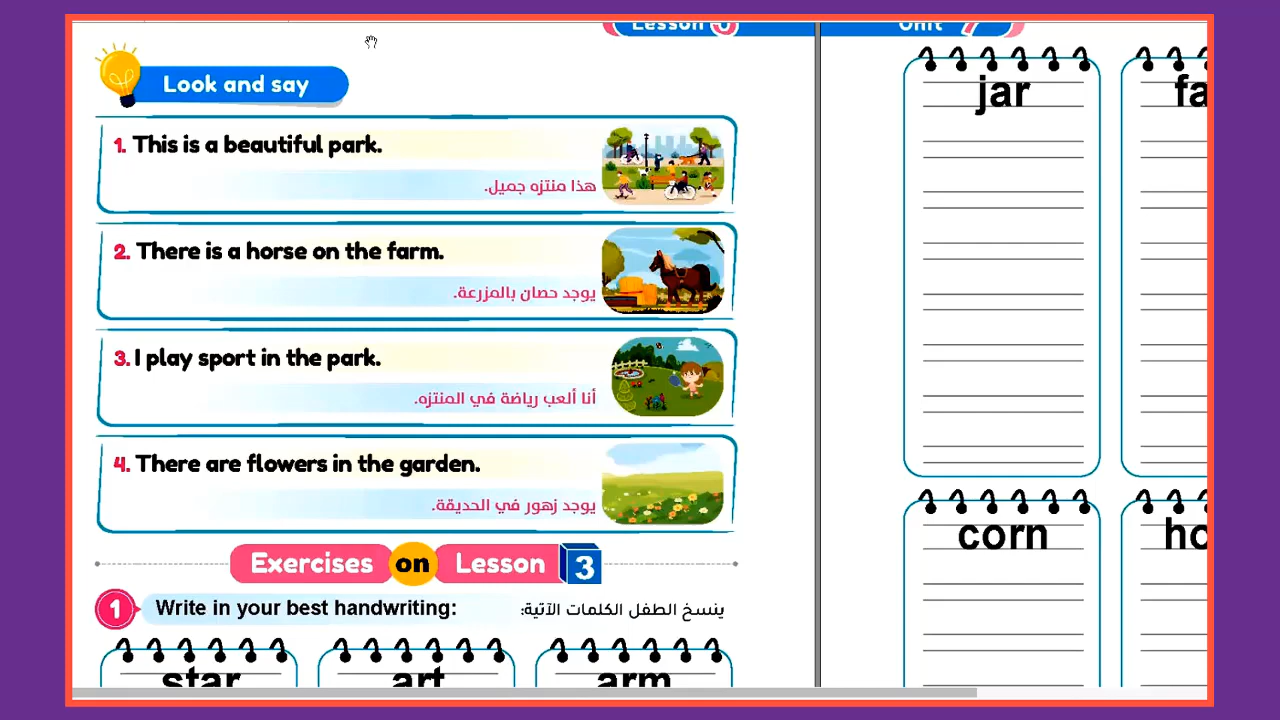 Lesson 3
Unit 7
Look and say
1. This is a beautiful park.
هذا منتزه جميل.
2. There is a horse on the farm.
يوجد حصان بالمزرعة.
3. I play sport in the park.
أنا ألعب رياضة في المنتزه.
4. There are flowers in the garden.
يوجد زهور في الحديقة.
Exercises on Lesson 3
1 Write in your best handwriting:
ينسخ الطفل الكلمات الآتية:
star art arm
jar
corn